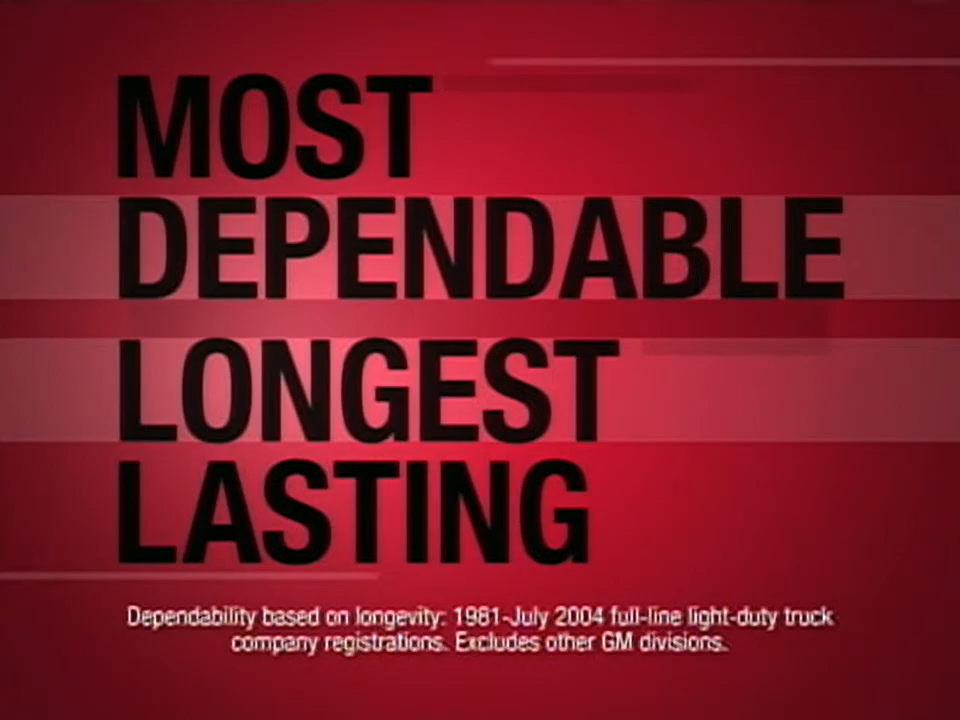 MOST
DEPENDABLE
LONGEST
LASTING
Dependability based on longevity: 1981-July 2004 full-line light-duty truck
company registrations. Excludes other GM divisions.